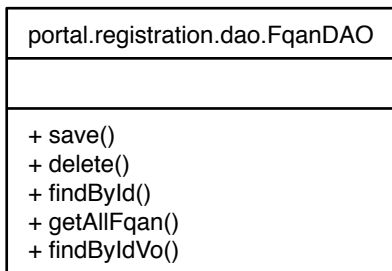 portal.registration.dao.FqanDAO
+ save()
+ delete()
+ findById()
+ getAllFqan()
+ findByIdVo()